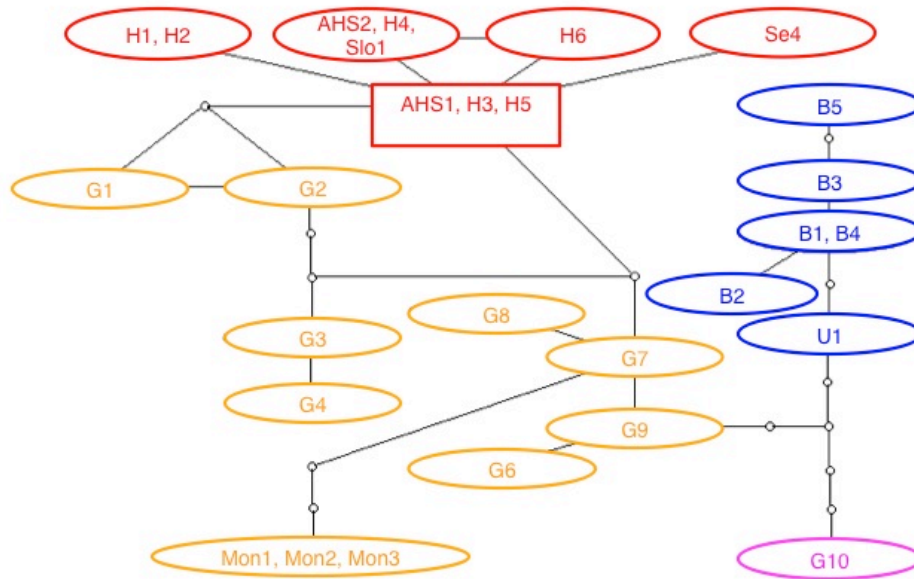 H1, H2
AHS2, H4,
Slo1
H6
Se4
AHS1, H3, H5
B5
G1
G2
B3
B1, B4
B2
G8
G3
U1
G7
G4
G9
G6
Mon1, Mon2, Mon3
G10